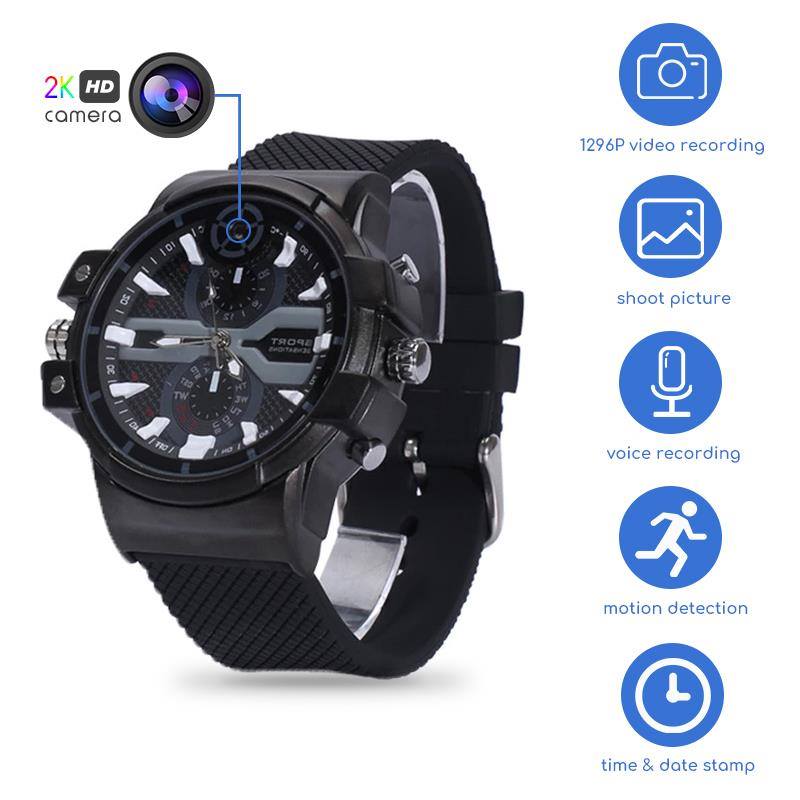 2K HD
camera
1296P video recording
shoot picture
voice recording
motion detection
time & date stamp
SPORT
SENSATIONS